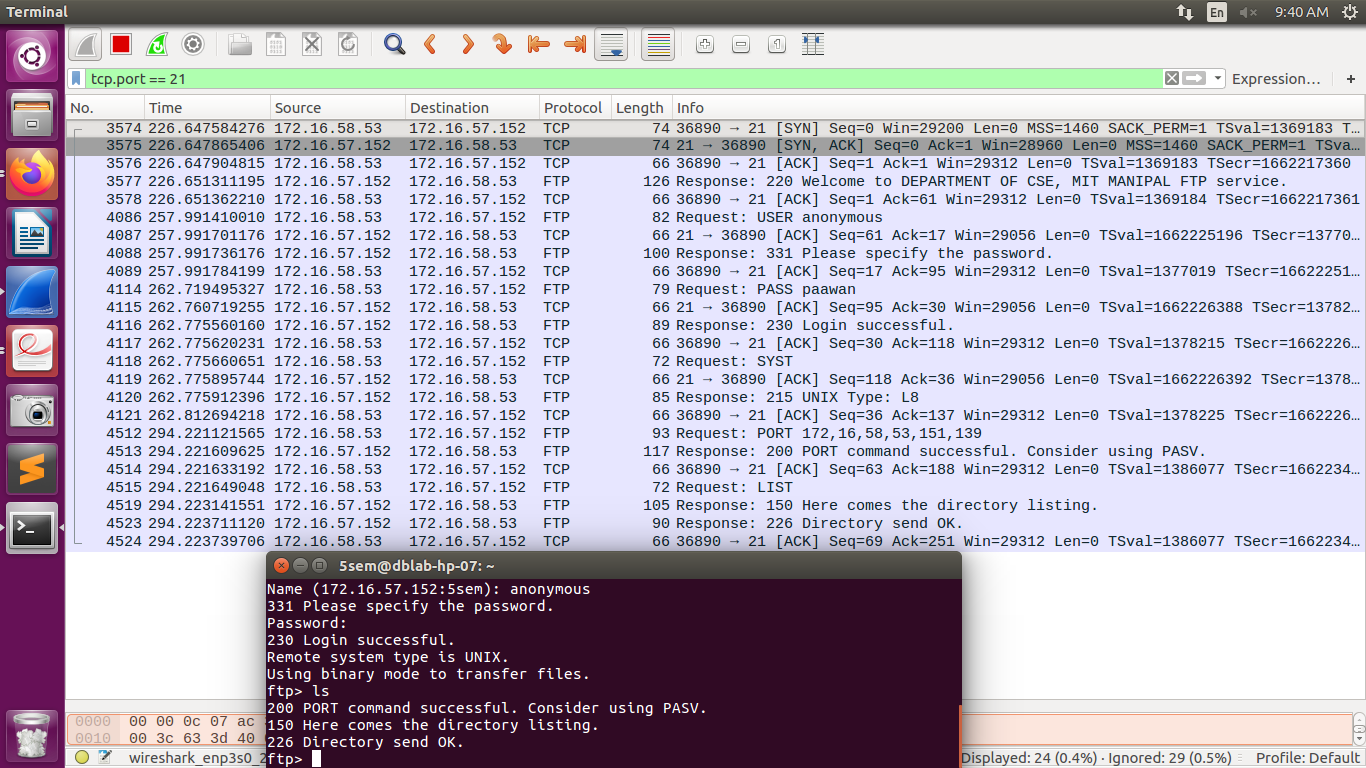 Terminal
En
9:40 AM
tcp.port == 21
Expression…
+
No. Time Source Destination Protocol Length Info
3574 226.647584276 172.16.58.53 172.16.57.152 TCP 74 36890 → 21 [SYN] Seq=0 Win=29200 Len=0 MSS=1460 SACK_PERM=1 TSval=1369183 T…
3575 226.647865406 172.16.57.152 172.16.58.53 TCP 74 21 → 36890 [SYN, ACK] Seq=0 Ack=1 Win=28960 Len=0 MSS=1460 SACK_PERM=1 TSva…
3576 226.647904815 172.16.58.53 172.16.57.152 TCP 66 36890 → 21 [ACK] Seq=1 Ack=1 Win=29312 Len=0 TSval=1369183 TSecr=1662217360
3577 226.651311195 172.16.57.152 172.16.58.53 FTP 126 Response: 220 Welcome to DEPARTMENT OF CSE, MIT MANIPAL FTP service.
3578 226.651362210 172.16.58.53 172.16.57.152 TCP 66 36890 → 21 [ACK] Seq=1 Ack=61 Win=29312 Len=0 TSval=1369184 TSecr=1662217361
4086 257.991410010 172.16.58.53 172.16.57.152 FTP 82 Request: USER anonymous
4087 257.991701176 172.16.57.152 172.16.58.53 TCP 66 21 → 36890 [ACK] Seq=61 Ack=17 Win=29056 Len=0 TSval=1662225196 TSecr=13770…
4088 257.991736176 172.16.57.152 172.16.58.53 FTP 100 Response: 331 Please specify the password.
4089 257.991784199 172.16.58.53 172.16.57.152 TCP 66 36890 → 21 [ACK] Seq=17 Ack=95 Win=29312 Len=0 TSval=1377019 TSecr=16622251…
4114 262.719495327 172.16.58.53 172.16.57.152 FTP 79 Request: PASS paawan
4115 262.760719255 172.16.57.152 172.16.58.53 TCP 66 21 → 36890 [ACK] Seq=95 Ack=30 Win=29056 Len=0 TSval=1662226388 TSecr=13782…
4116 262.775560160 172.16.57.152 172.16.58.53 FTP 89 Response: 230 Login successful.
4117 262.775620231 172.16.58.53 172.16.57.152 TCP 66 36890 → 21 [ACK] Seq=30 Ack=118 Win=29312 Len=0 TSval=1378215 TSecr=1662226…
4118 262.775660651 172.16.58.53 172.16.57.152 FTP 72 Request: SYST
4119 262.775895744 172.16.57.152 172.16.58.53 TCP 66 21 → 36890 [ACK] Seq=118 Ack=36 Win=29056 Len=0 TSval=1662226392 TSecr=1378…
4120 262.775912396 172.16.57.152 172.16.58.53 FTP 85 Response: 215 UNIX Type: L8
4121 262.812694218 172.16.58.53 172.16.57.152 TCP 66 36890 → 21 [ACK] Seq=36 Ack=137 Win=29312 Len=0 TSval=1378225 TSecr=1662226…
4512 294.221121565 172.16.58.53 172.16.57.152 FTP 93 Request: PORT 172,16,58,53,151,139
4513 294.221609625 172.16.57.152 172.16.58.53 FTP 117 Response: 200 PORT command successful. Consider using PASV.
4514 294.221633192 172.16.58.53 172.16.57.152 TCP 66 36890 → 21 [ACK] Seq=63 Ack=188 Win=29312 Len=0 TSval=1386077 TSecr=1662234…
4515 294.221649048 172.16.58.53 172.16.57.152 FTP 72 Request: LIST
4519 294.223141551 172.16.57.152 172.16.58.53 FTP 105 Response: 150 Here comes the directory listing.
4523 294.223711120 172.16.57.152 172.16.58.53 FTP 90 Response: 226 Directory send OK.
4524 294.223739706 172.16.58.53 172.16.57.152 TCP 66 36890 → 21 [ACK] Seq=69 Ack=251 Win=29312 Len=0 TSval=1386077 TSecr=1662234…
5sem@dblab-hp-07: ~
Name (172.16.57.152:5sem): anonymous
331 Please specify the password.
Password:
230 Login successful.
Remote system type is UNIX.
Using binary mode to transfer files.
ftp> ls
200 PORT command successful. Consider using PASV.
150 Here comes the directory listing.
226 Directory send OK.
ftp>
0000 00 00 0c 07 ac
0010 00 3c 63 3d 40
wireshark_enp3s0_2
Displayed: 24 (0.4%) · Ignored: 29 (0.5%)
Profile: Default